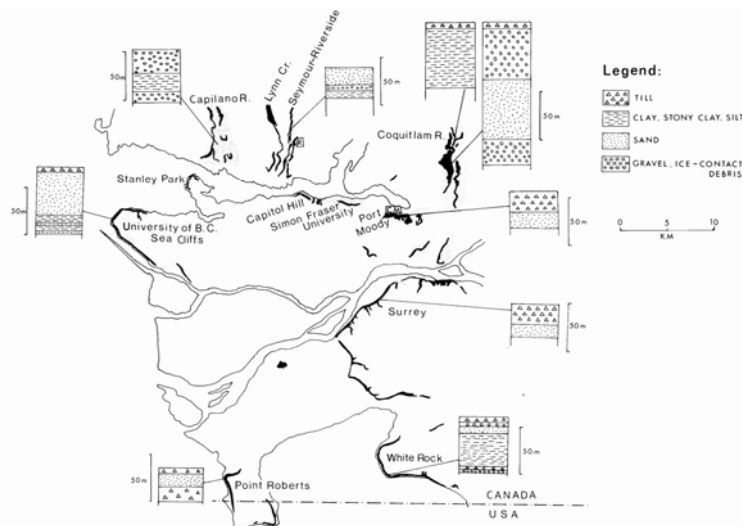 50m
Capilano R.
Lynn Cr.
Seymour-Riverside
50 m
Coquitlam R.
50 m
Legend:
TILL
CLAY, STONY CLAY, SILT
SAND
GRAVEL, ICE-CONTACT
DEBRIS
0 5 10
KM
Stanley Park
Capitol Hill
Simon Fraser
University
Port
Moody
50 m
50m
University of B.C.
Sea Cliffs
Surrey
50 m
White Rock
50 m
50m
Point Roberts
CANADA
USA